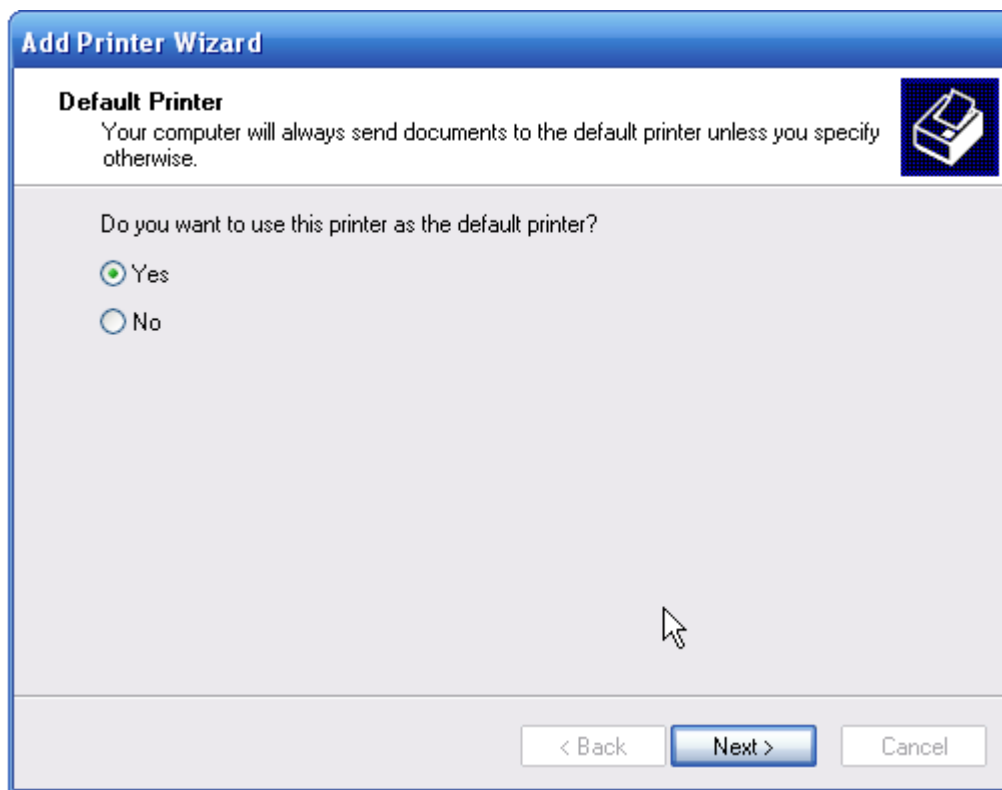 Add Printer Wizard
Default Printer
Your computer will always send documents to the default printer unless you specify
otherwise.
Do you want to use this printer as the default printer?
Yes
No
< Back
Next >
Cancel